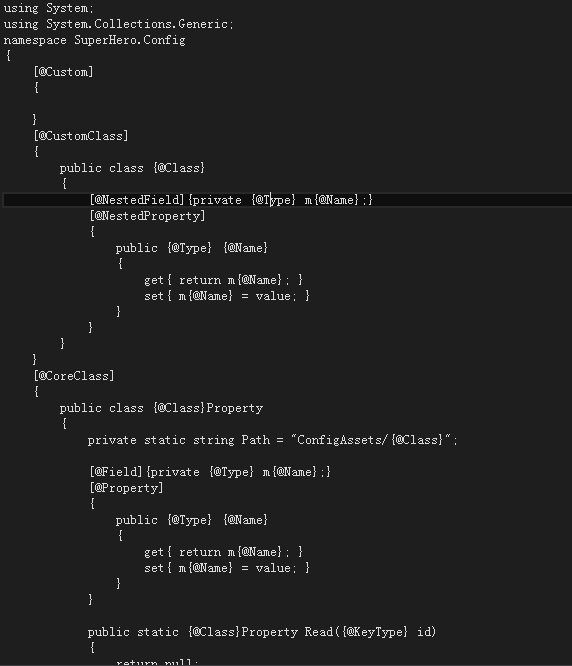 using System;
using System.Collections.Generic;
namespace SuperHero.Config
{
    [@Custom]
    {

    }
    [@CustomClass]
    {
        public class {@Class}
        {
            [@NestedField]{private {@Type} m{@Name};}
            [@NestedProperty]
            {
                public {@Type} {@Name}
                {
                    get{ return m{@Name}; }
                    set{ m{@Name} = value; }
                }
            }
        }
    }
    [@CoreClass]
    {
        public class {@Class}Property
        {
            private static string Path = "ConfigAssets/{@Class}";

            [@Field]{private {@Type} m{@Name};}
            [@Property]
            {
                public {@Type} {@Name}
                {
                    get{ return m{@Name}; }
                    set{ m{@Name} = value; }
                }
            }

            public static {@Class}Property Read({@KeyType} id)
            {
                return null;